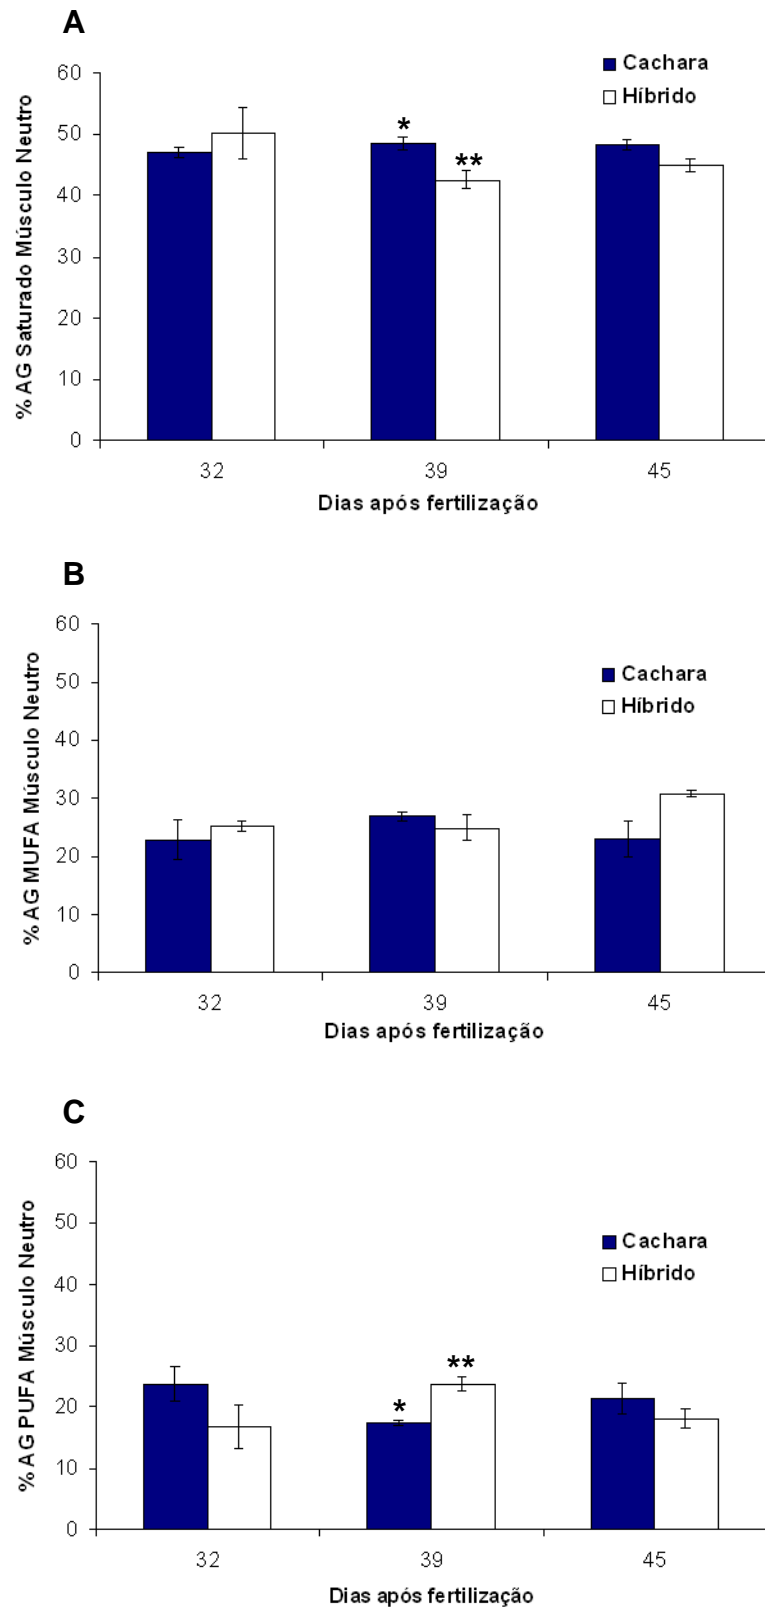 A
% AG Saturado Músculo Neutro
60
50
40
30
20
10
0
Cachara
Híbrido
*
**
32
39
45
Dias após fertilização
B
% AG MUFA Músculo Neutro
60
50
40
30
20
10
0
Cachara
Híbrido
32
39
45
Dias após fertilização
C
% AG PUFA Músculo Neutro
60
50
40
30
20
10
0
Cachara
Híbrido
*
**
32
39
45
Dias após fertilização